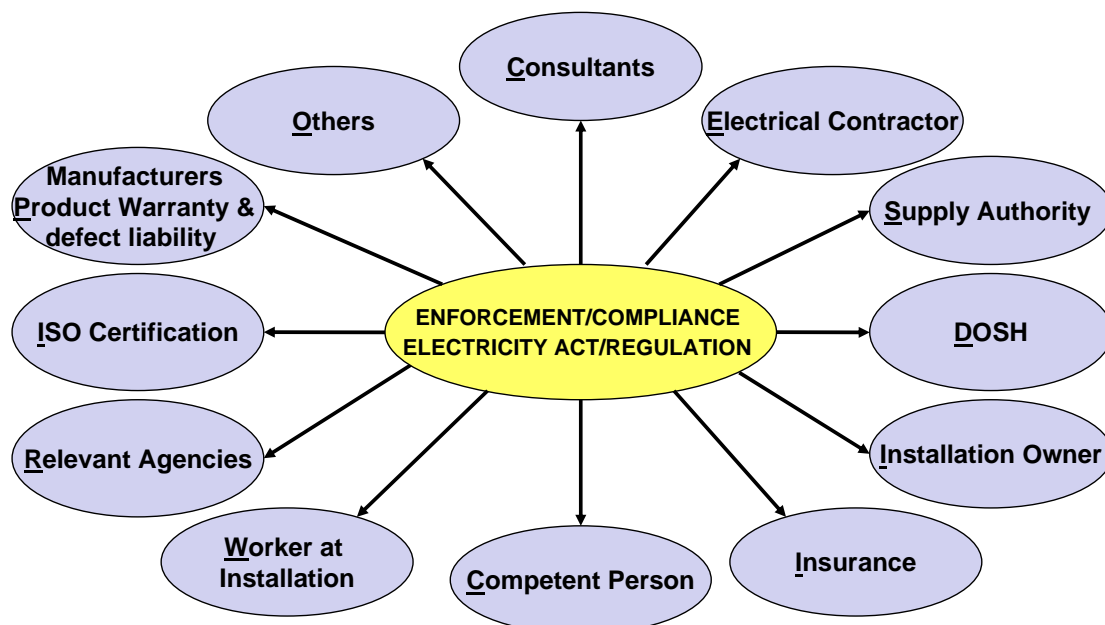 Consultants
Others
Electrical Contractor
Manufacturers
Product Warranty &
defect liability
Supply Authority
ENFORCEMENT/COMPLIANCE
ELECTRICITY ACT/REGULATION
ISO Certification
DOSH
Relevant Agencies
Installation Owner
Worker at
Installation
Competent Person
Insurance